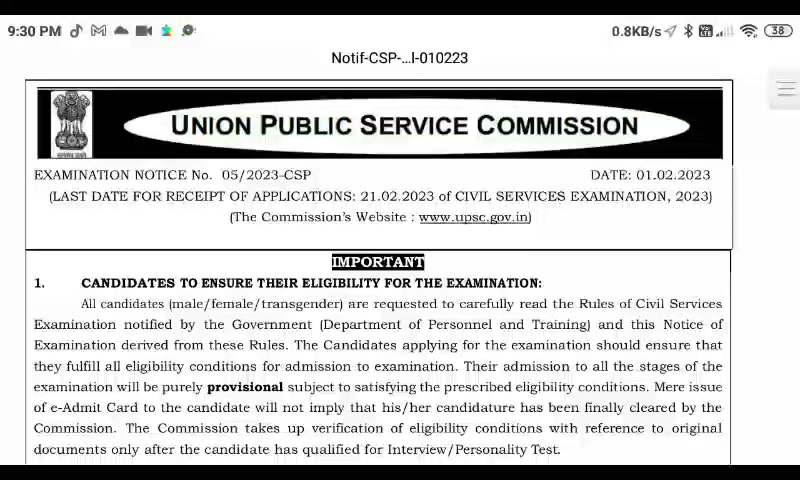 9:30 PM
0.8KB/s
38
Notif-CSP-...l-010223
UNION PUBLIC SERVICE COMMISSION
EXAMINATION NOTICE No. 05/2023-CSP DATE: 01.02.2023
(LAST DATE FOR RECEIPT OF APPLICATIONS: 21.02.2023 of CIVIL SERVICES EXAMINATION, 2023)
(The Commission's Website : www.upsc.gov.in)
IMPORTANT
1. CANDIDATES TO ENSURE THEIR ELIGIBILITY FOR THE EXAMINATION:
All candidates (male/female/transgender) are requested to carefully read the Rules of Civil Services
Examination notified by the Government (Department of Personnel and Training) and this Notice of
Examination derived from these Rules. The Candidates applying for the examination should ensure that
they fulfill all eligibility conditions for admission to examination. Their admission to all the stages of the
examination will be purely provisional subject to satisfying the prescribed eligibility conditions. Mere issue
of e-Admit Card to the candidate will not imply that his/her candidature has been finally cleared by the
Commission. The Commission takes up verification of eligibility conditions with reference to original
documents only after the candidate has qualified for Interview/Personality Test.